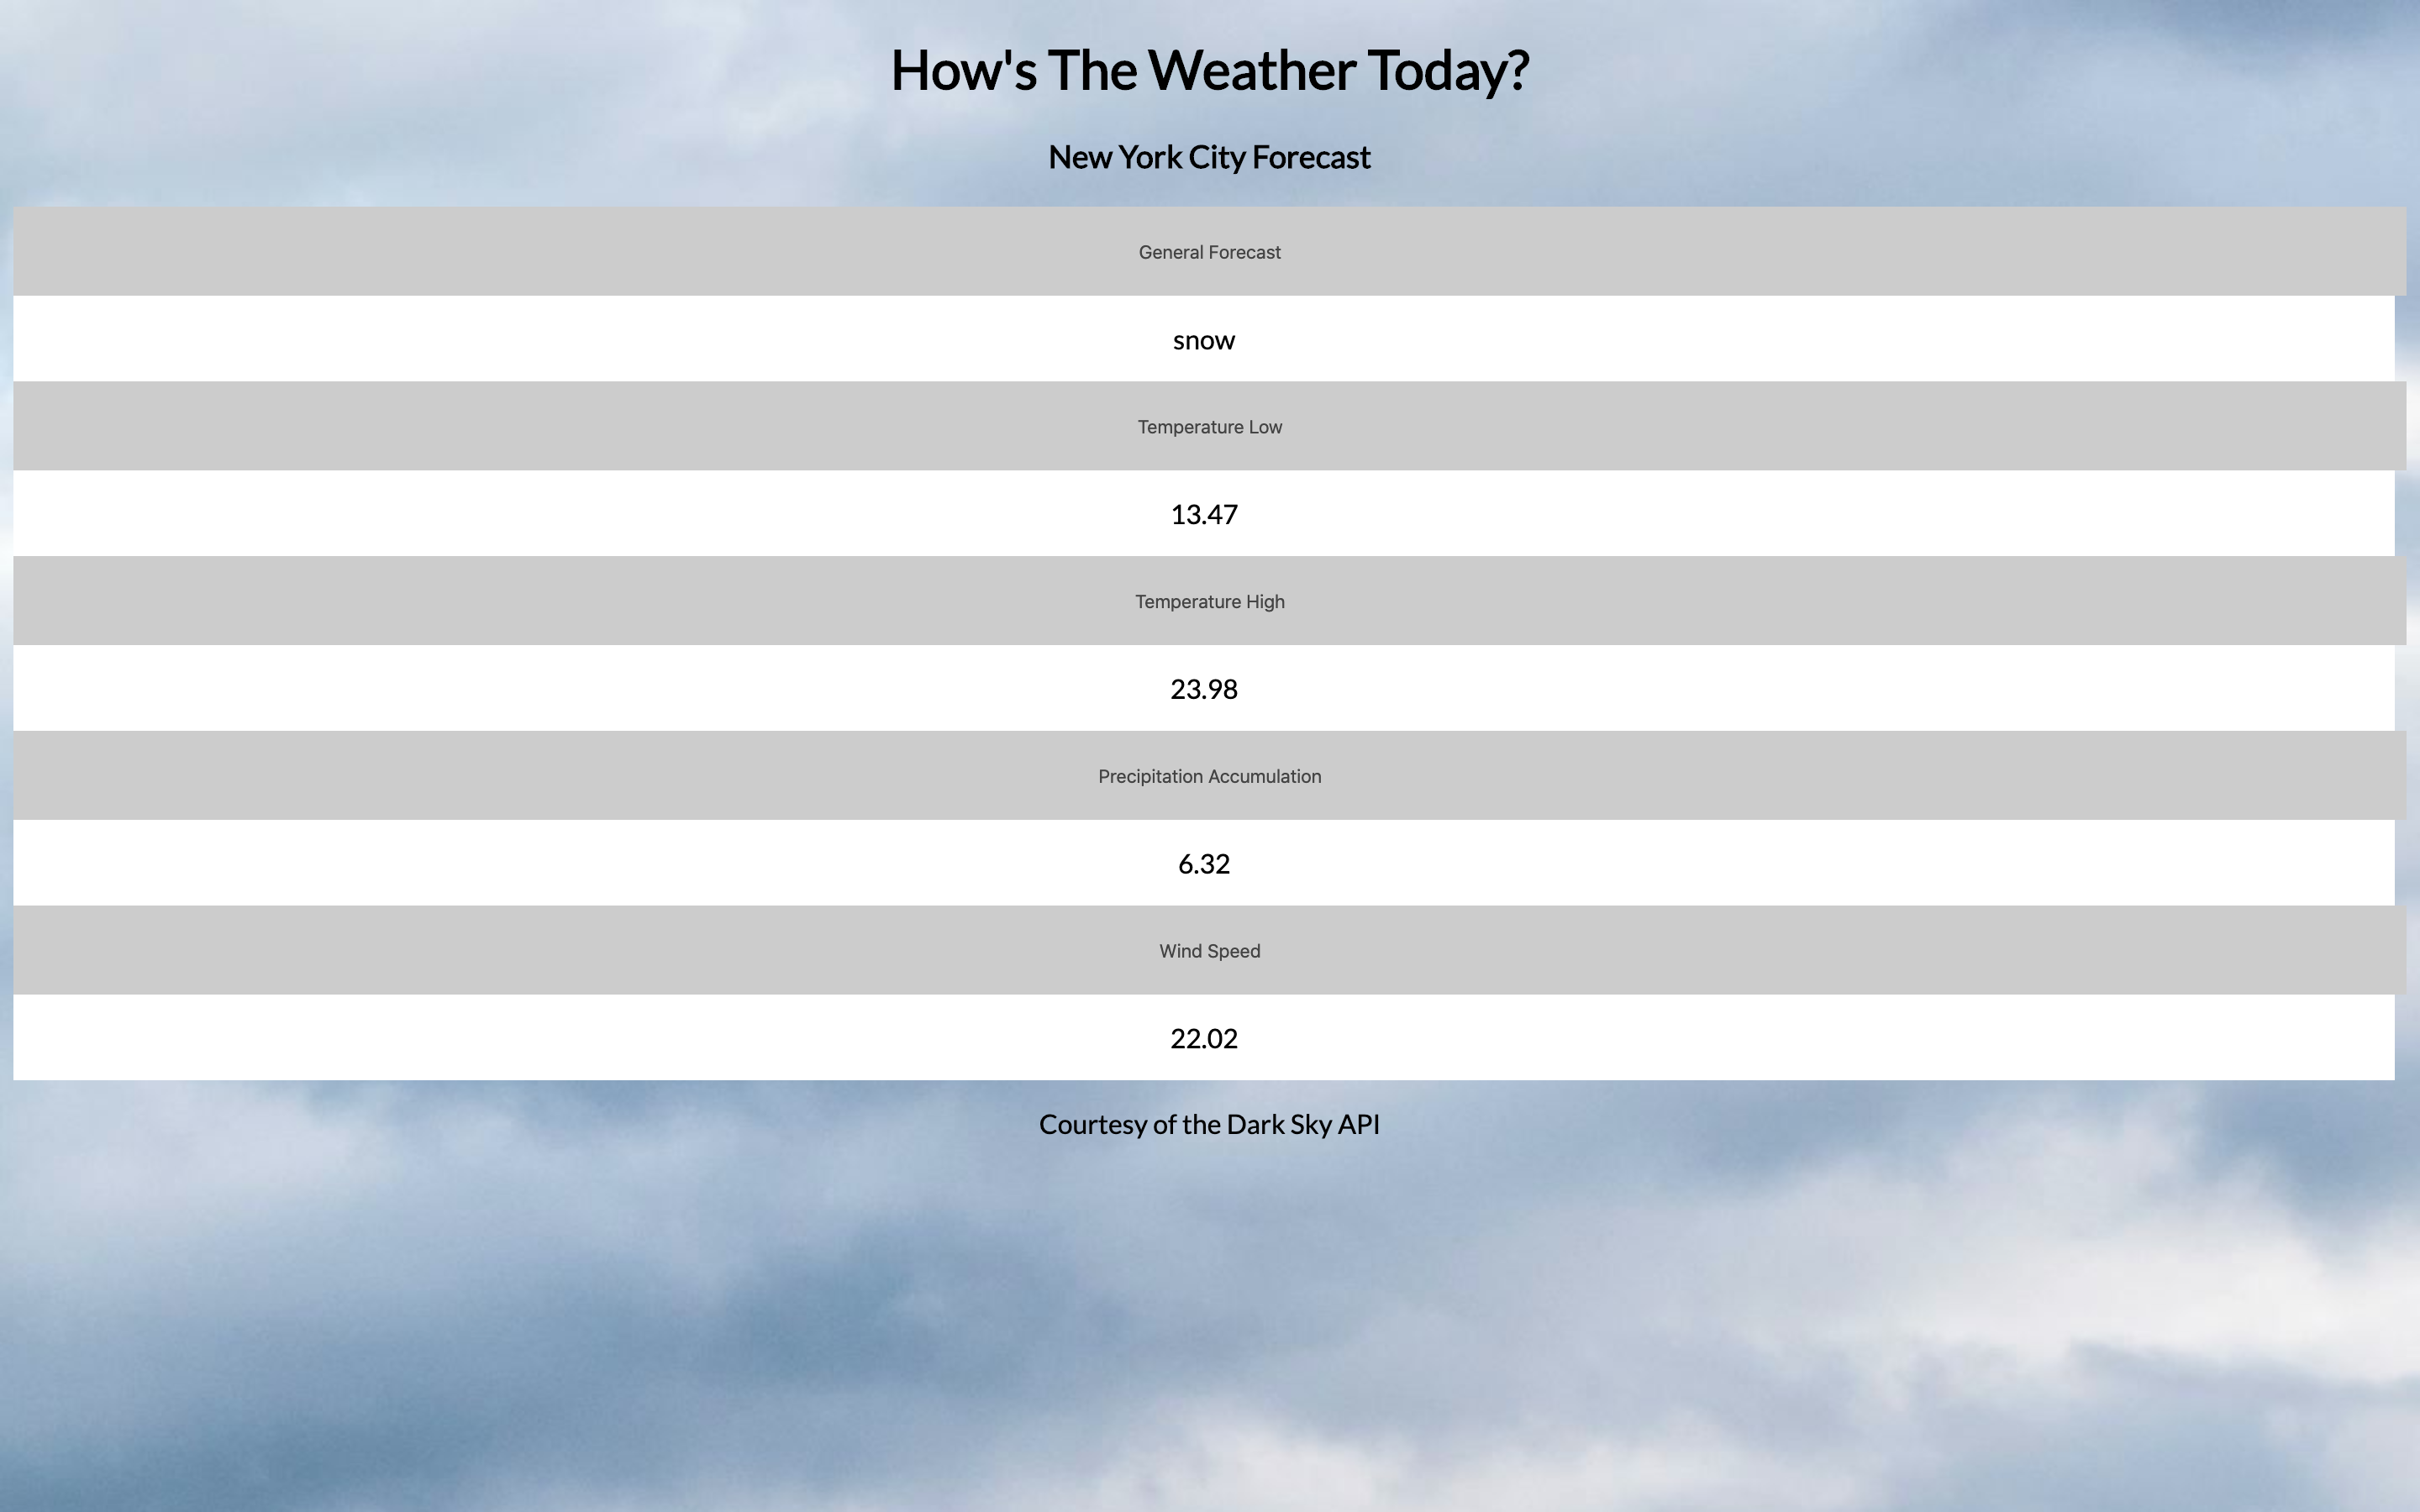 How's The Weather Today?
New York City Forecast
General Forecast
snow
Temperature Low
13.47
Temperature High
23.98
Precipitation Accumulation
6.32
Wind Speed
22.02
Courtesy of the Dark Sky API